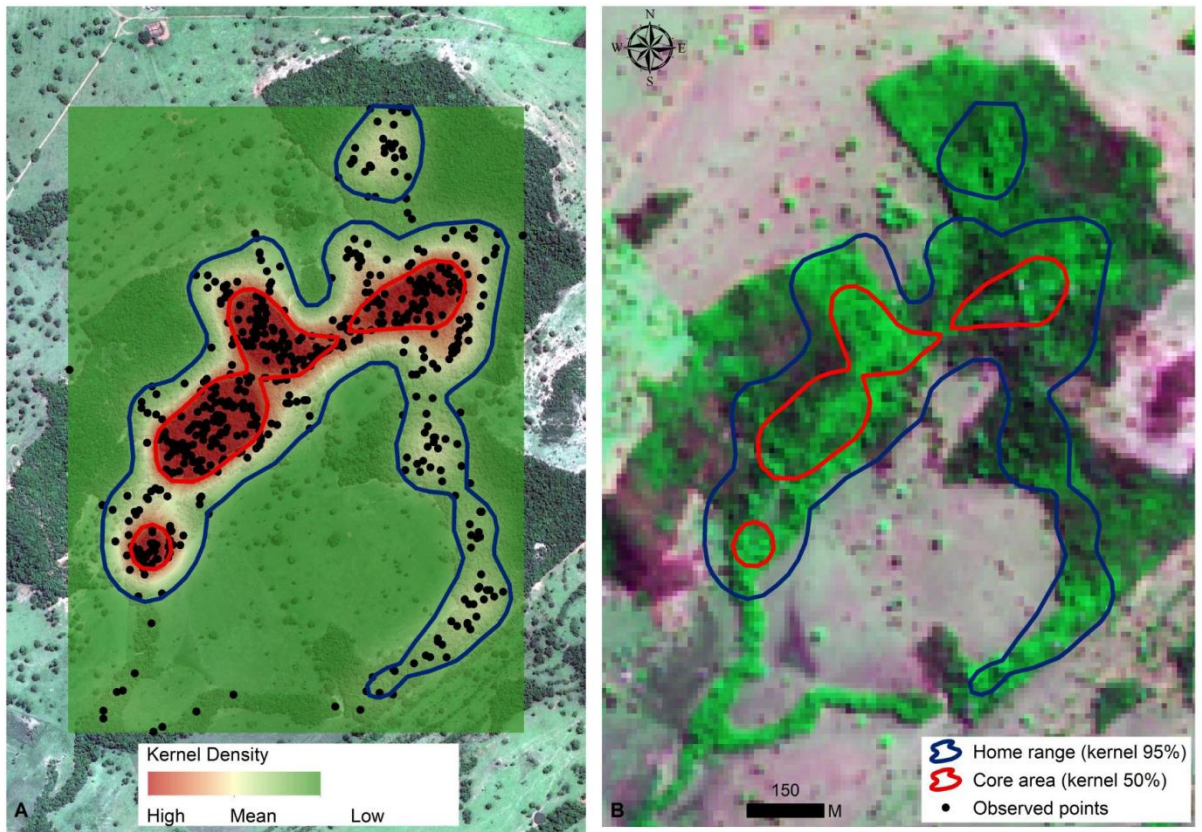 Kernel Density
High Mean Low
A
N
W E
S
150
M
B
Home range (kernel 95%)
Core area (kernel 50%)
Observed points